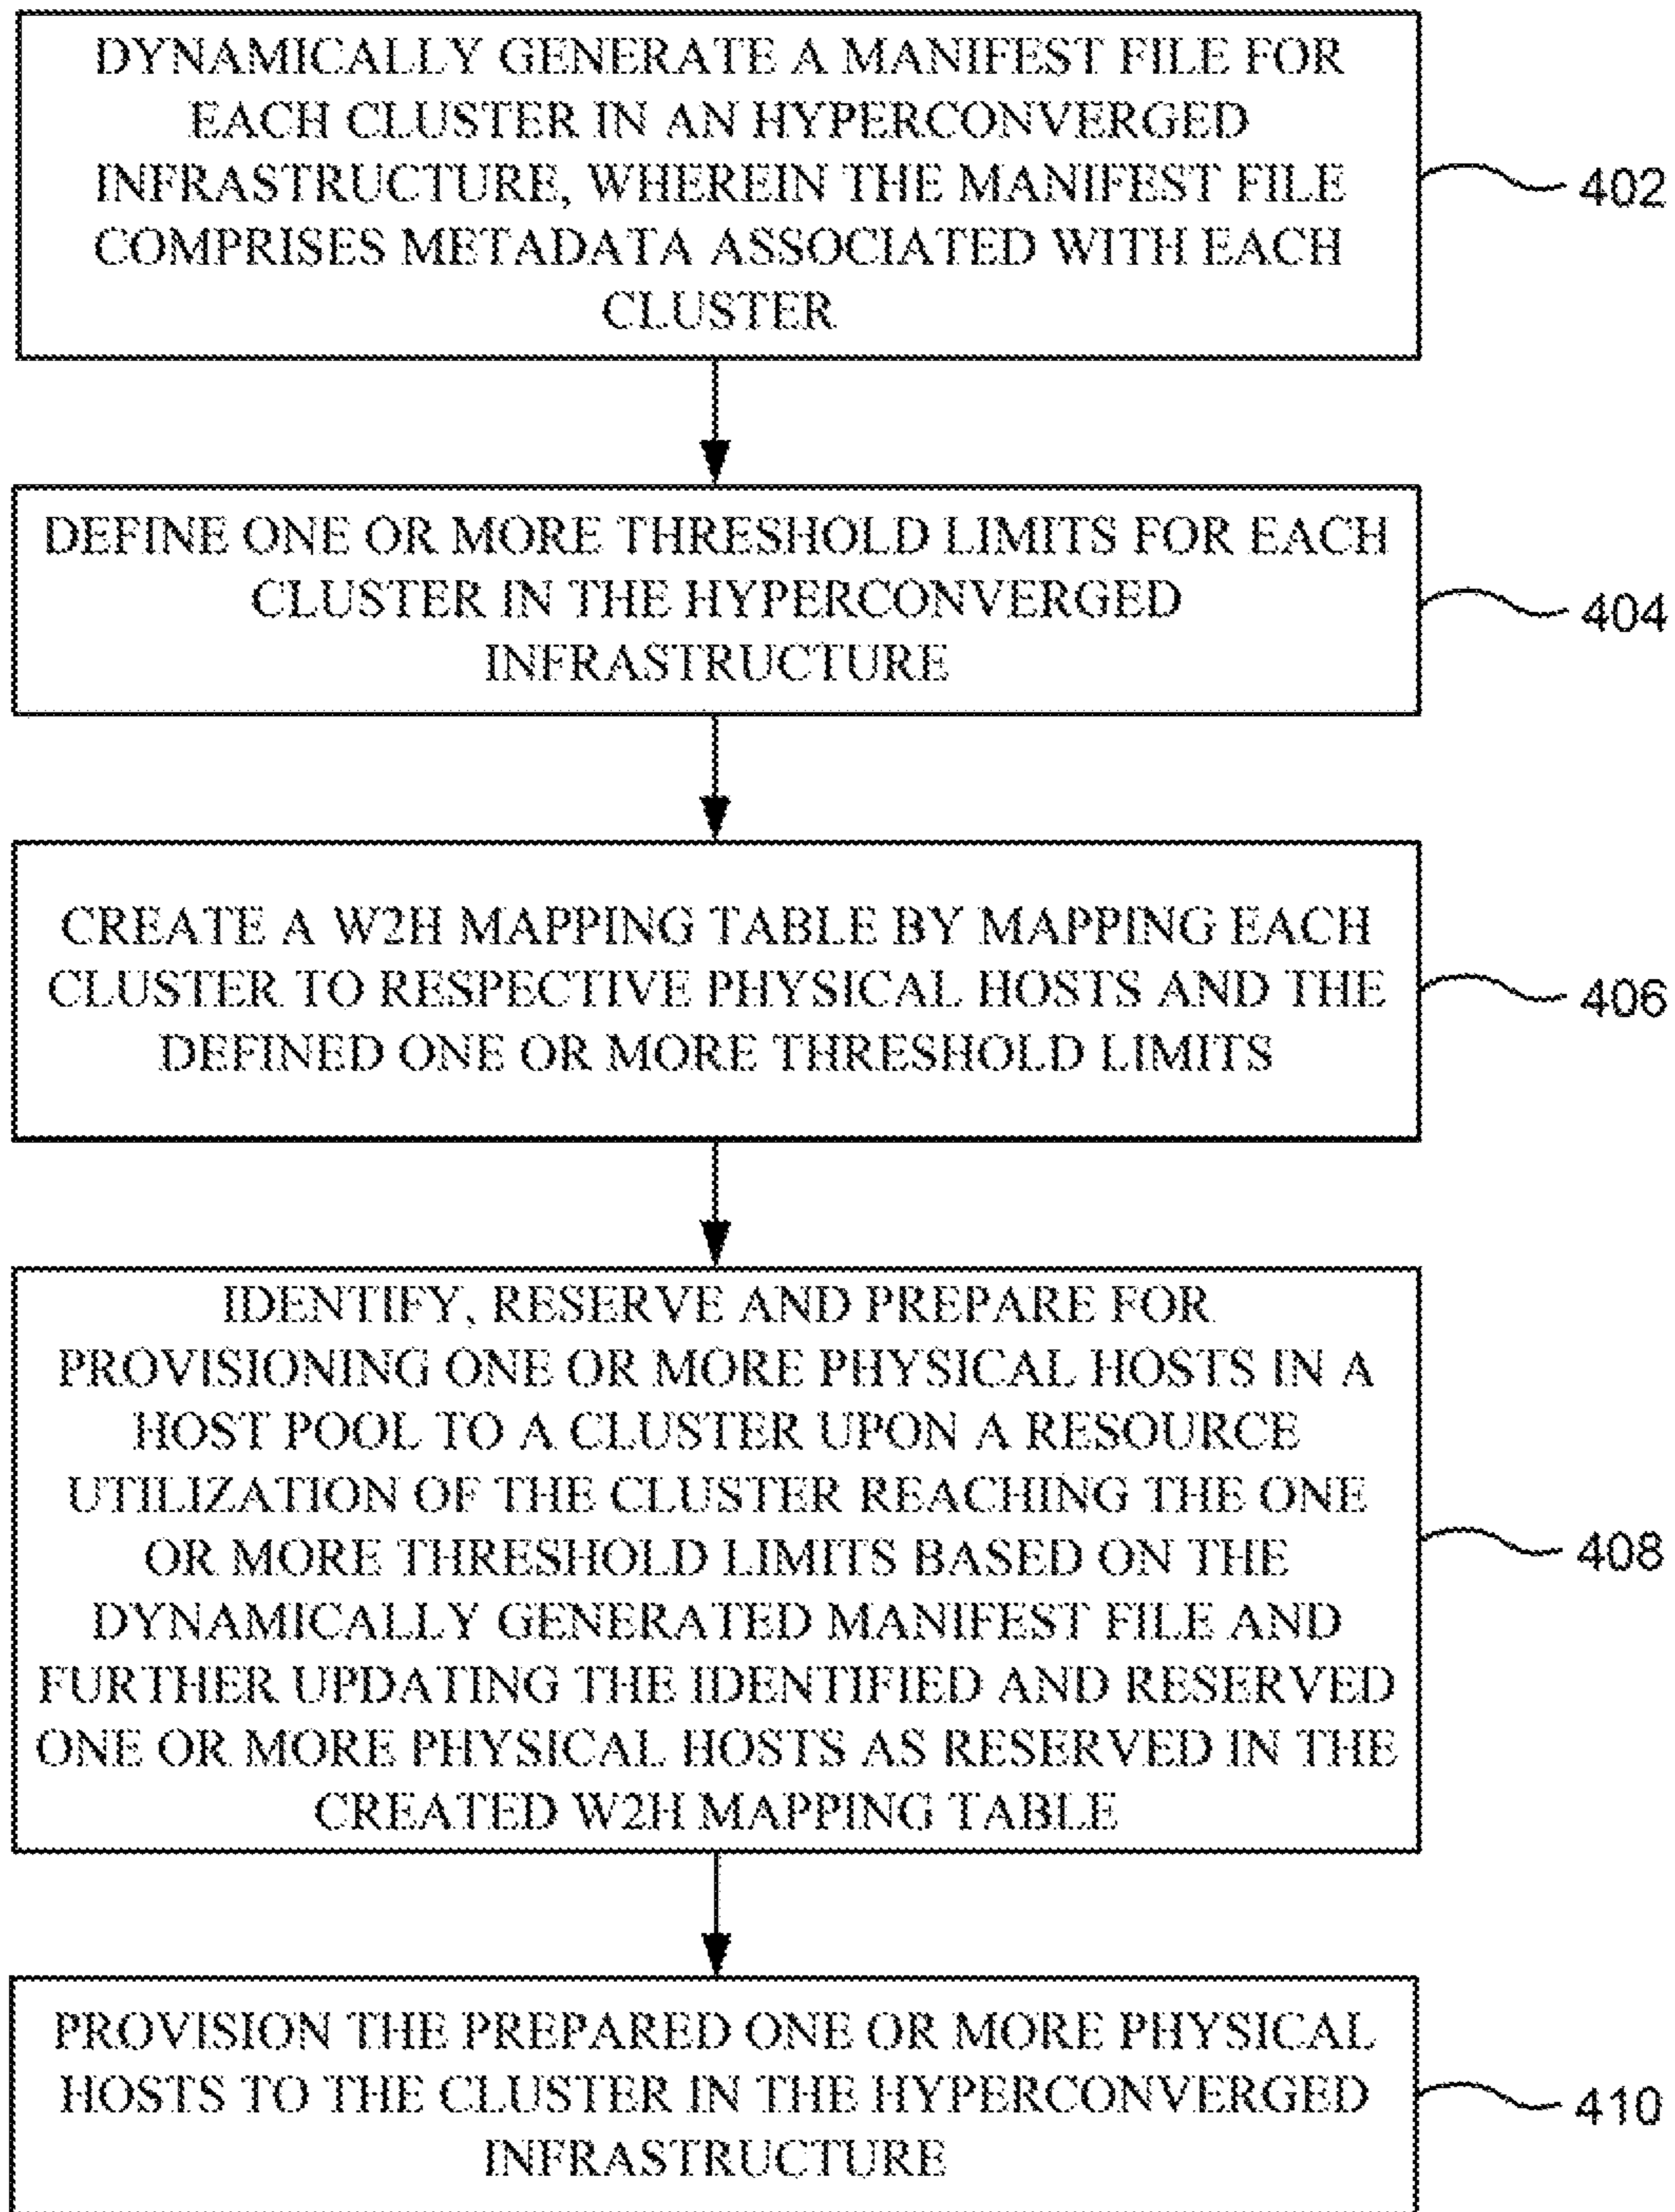 DYNAMICALLY GENERATE A MANIFEST FILE FOR
EACH CLUSTER IN AN HYPERCONVERGED
INFRASTRUCTURE, WHEREIN THE MANIFEST FILE
COMPRISES METADATA ASSOCIATED WITH EACH
CLUSTER
402
DEFINE ONE OR MORE THRESHOLD LIMITS FOR EACH
CLUSTER IN THE HYPERCONVERGED
INFRASTRUCTURE
404
CREATE A W2H MAPPING TABLE BY MAPPING EACH
CLUSTER TO RESPECTIVE PHYSICAL HOSTS AND THE
DEFINED ONE OR MORE THRESHOLD LIMITS
406
IDENTIFY, RESERVE AND PREPARE FOR
PROVISIONING ONE OR MORE PHYSICAL HOSTS IN A
HOST POOL TO A CLUSTER UPON A RESOURCE
UTILIZATION OF THE CLUSTER REACHING THE ONE
OR MORE THRESHOLD LIMITS BASED ON THE
DYNAMICALLY GENERATED MANIFEST FILE AND
FURTHER UPDATING THE IDENTIFIED AND RESERVED
ONE OR MORE PHYSICAL HOSTS AS RESERVED IN THE
CREATED W2H MAPPING TABLE
408
PROVISION THE PREPARED ONE OR MORE PHYSICAL
HOSTS TO THE CLUSTER IN THE HYPERCONVERGED
INFRASTRUCTURE
410